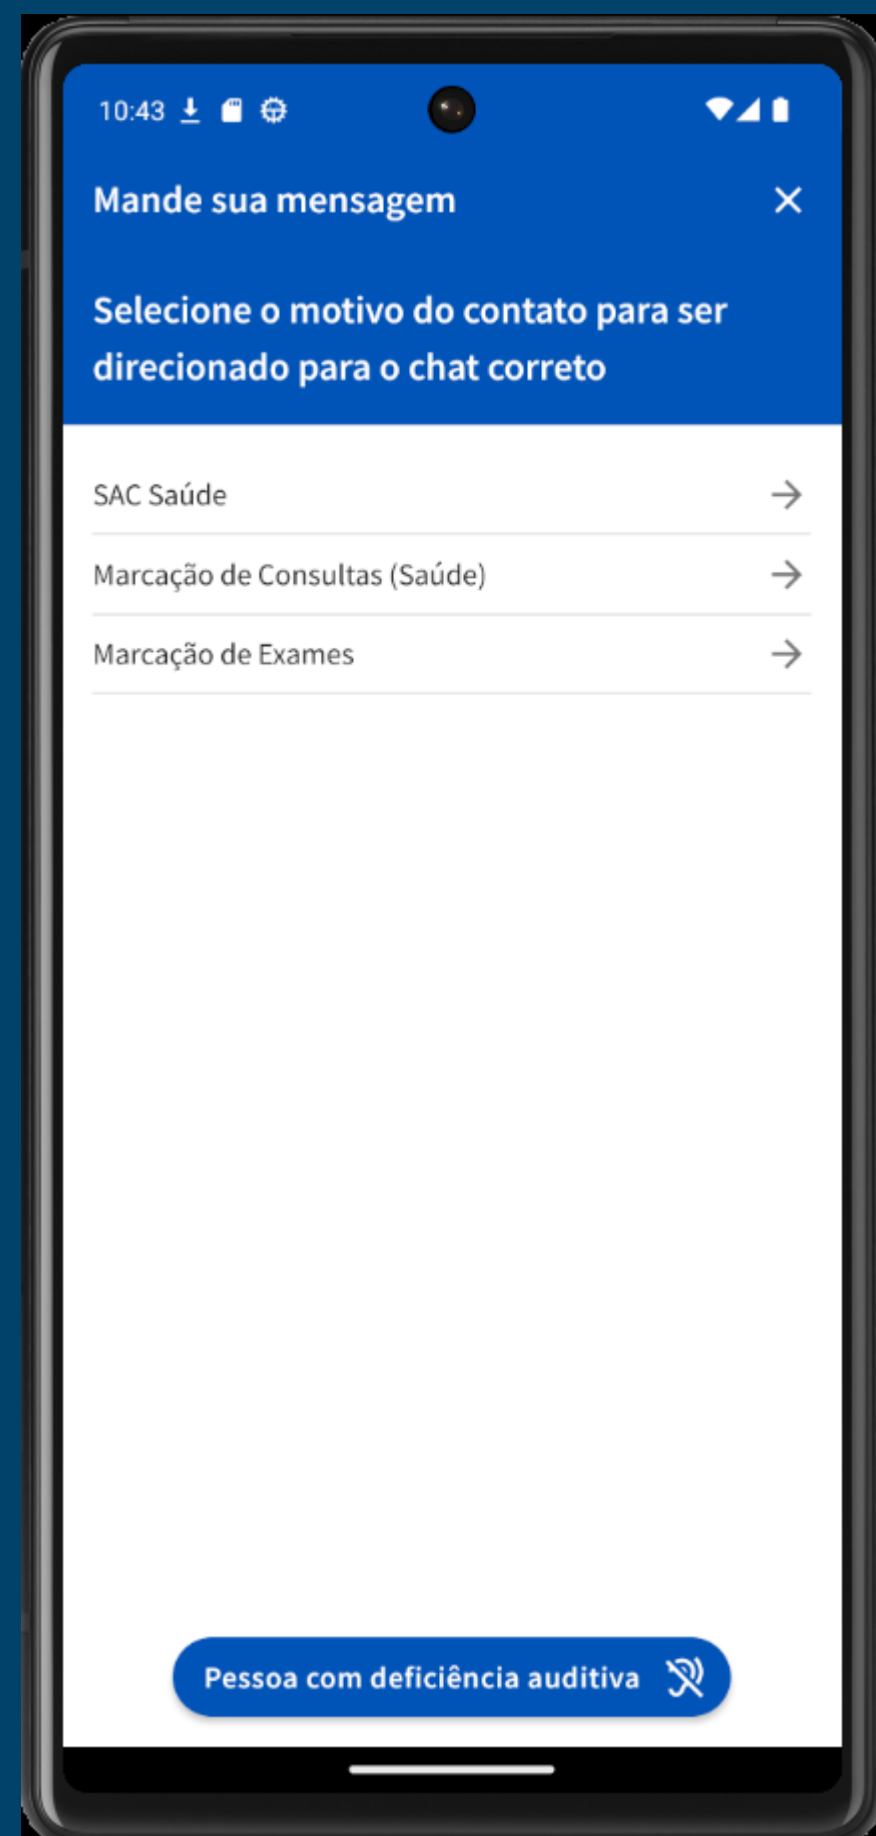 10:43
Mande sua mensagem
Selecione o motivo do contato para ser
direcionado para o chat correto
SAC Saúde
Marcação de Consultas (Saúde)
Marcação de Exames
Pessoa com deficiência auditiva